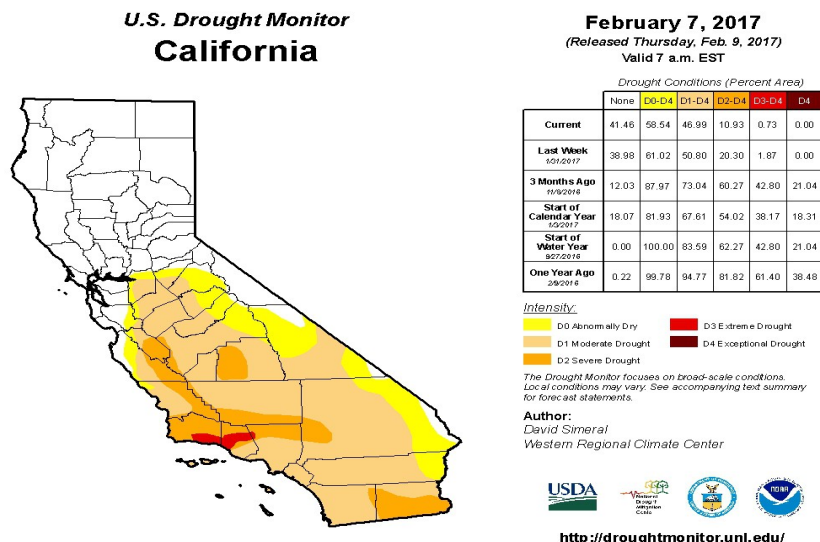 U.S. Drought Monitor
California
February 7, 2017
(Released Thursday, Feb. 9, 2017)
Valid 7 a.m. EST
Drought Conditions (Percent Area)
None D0-D4 D1-D4 D2-D4 D3-D4 D4
Current 41.46 58.54 46.99 10.93 0.73 0.00
Last Week 38.98 61.02 50.80 20.30 1.87 0.00
1/31/2017
3 Months Ago 12.03 87.97 73.04 60.27 42.80 21.04
11/8/2016
Start of
Calendar Year 18.07 81.93 67.61 54.02 38.17 18.31
1/3/2017
Start of
Water Year 0.00 100.00 83.59 62.27 42.80 21.04
9/27/2016
One Year Ago 0.22 99.78 94.77 81.82 61.40 38.48
2/9/2016
Intensity:
D0 Abnormally Dry
D1 Moderate Drought
D2 Severe Drought
D3 Extreme Drought
D4 Exceptional Drought
The Drought Monitor focuses on broad-scale conditions.
Local conditions may vary. See accompanying text summary
for forecast statements.
Author:
David Simeral
Western Regional Climate Center
USDA
National
Drought
Mitigation
Center
NOAA
http://droughtmonitor.unl.edu/